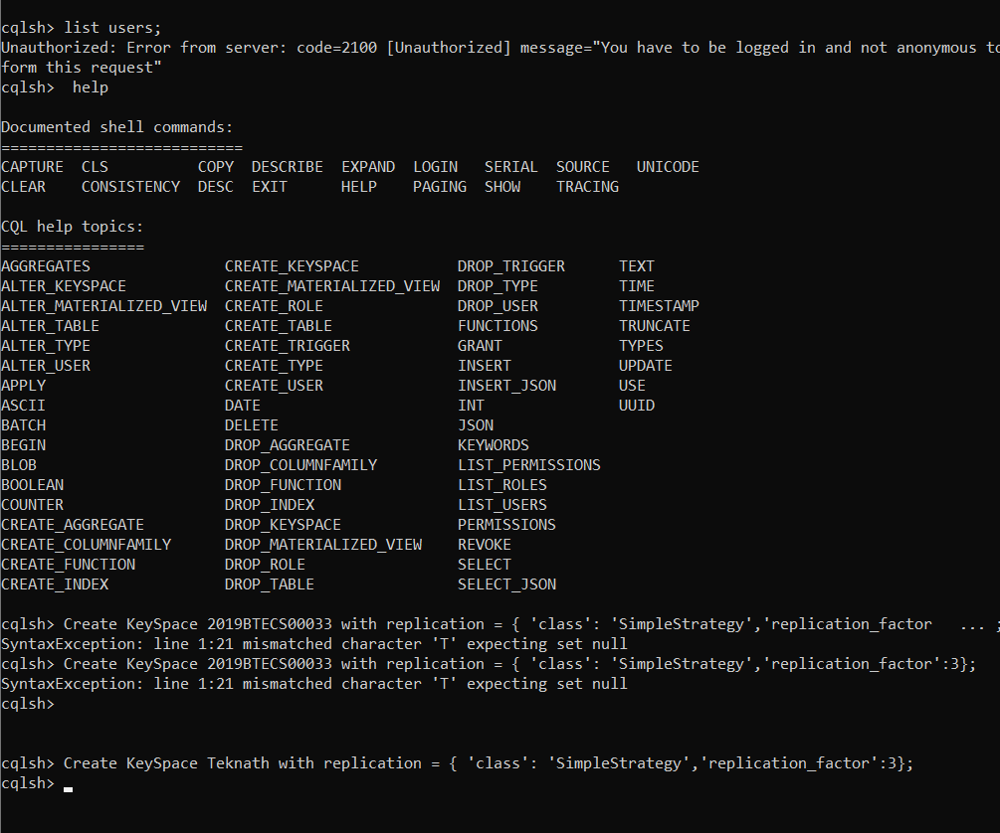 cqlsh> list users;
Unauthorized: Error from server: code=2100 [Unauthorized] message="You have to be logged in and not anonymous to
form this request"
cqlsh>  help
Documented shell commands:
===========================
CAPTURE  CLS          COPY  DESCRIBE  EXPAND  LOGIN   SERIAL  SOURCE   UNICODE
CLEAR    CONSISTENCY  DESC  EXIT      HELP    PAGING  SHOW    TRACING
CQL help topics:
================
AGGREGATES               CREATE_KEYSPACE           DROP_TRIGGER      TEXT
ALTER_KEYSPACE           CREATE_MATERIALIZED_VIEW  DROP_TYPE         TIME
ALTER_MATERIALIZED_VIEW  CREATE_ROLE               DROP_USER         TIMESTAMP
ALTER_TABLE              CREATE_TABLE              FUNCTIONS         TRUNCATE
ALTER_TYPE               CREATE_TRIGGER            GRANT             TYPES
ALTER_USER               CREATE_TYPE               INSERT            UPDATE
APPLY                    CREATE_USER               INSERT_JSON       USE
ASCII                    DATE                      INT               UUID
BATCH                    DELETE                    JSON
BEGIN                    DROP_AGGREGATE            KEYWORDS
BLOB                     DROP_COLUMNFAMILY         LIST_PERMISSIONS
BOOLEAN                  DROP_FUNCTION             LIST_ROLES
COUNTER                  DROP_INDEX                LIST_USERS
CREATE_AGGREGATE         DROP_KEYSPACE             PERMISSIONS
CREATE_COLUMNFAMILY      DROP_MATERIALIZED_VIEW    REVOKE
CREATE_FUNCTION          DROP_ROLE                 SELECT
CREATE_INDEX             DROP_TABLE                SELECT_JSON
cqlsh> Create KeySpace 2019BTECS00033 with replication = { 'class': 'SimpleStrategy','replication_factor   ... ;
SyntaxException: line 1:21 mismatched character 'T' expecting set null
cqlsh> Create KeySpace 2019BTECS00033 with replication = { 'class': 'SimpleStrategy','replication_factor':3};
SyntaxException: line 1:21 mismatched character 'T' expecting set null
cqlsh>
cqlsh> Create KeySpace Teknath with replication = { 'class': 'SimpleStrategy','replication_factor':3};
cqlsh>